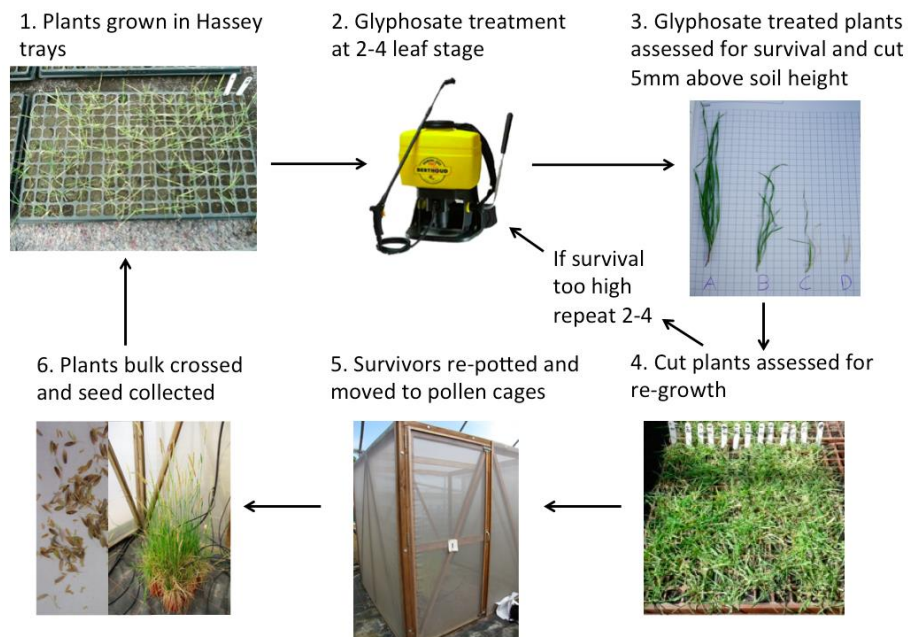 1. Plants grown in Hassey
trays
2. Glyphosate treatment
at 2-4 leaf stage
3. Glyphosate treated plants
assessed for survival and cut
5mm above soil height
BERTHOUD
A B C D
If survival
too high
repeat 2-4
4. Cut plants assessed for
re-growth
5. Survivors re-potted and
moved to pollen cages
6. Plants bulk crossed
and seed collected